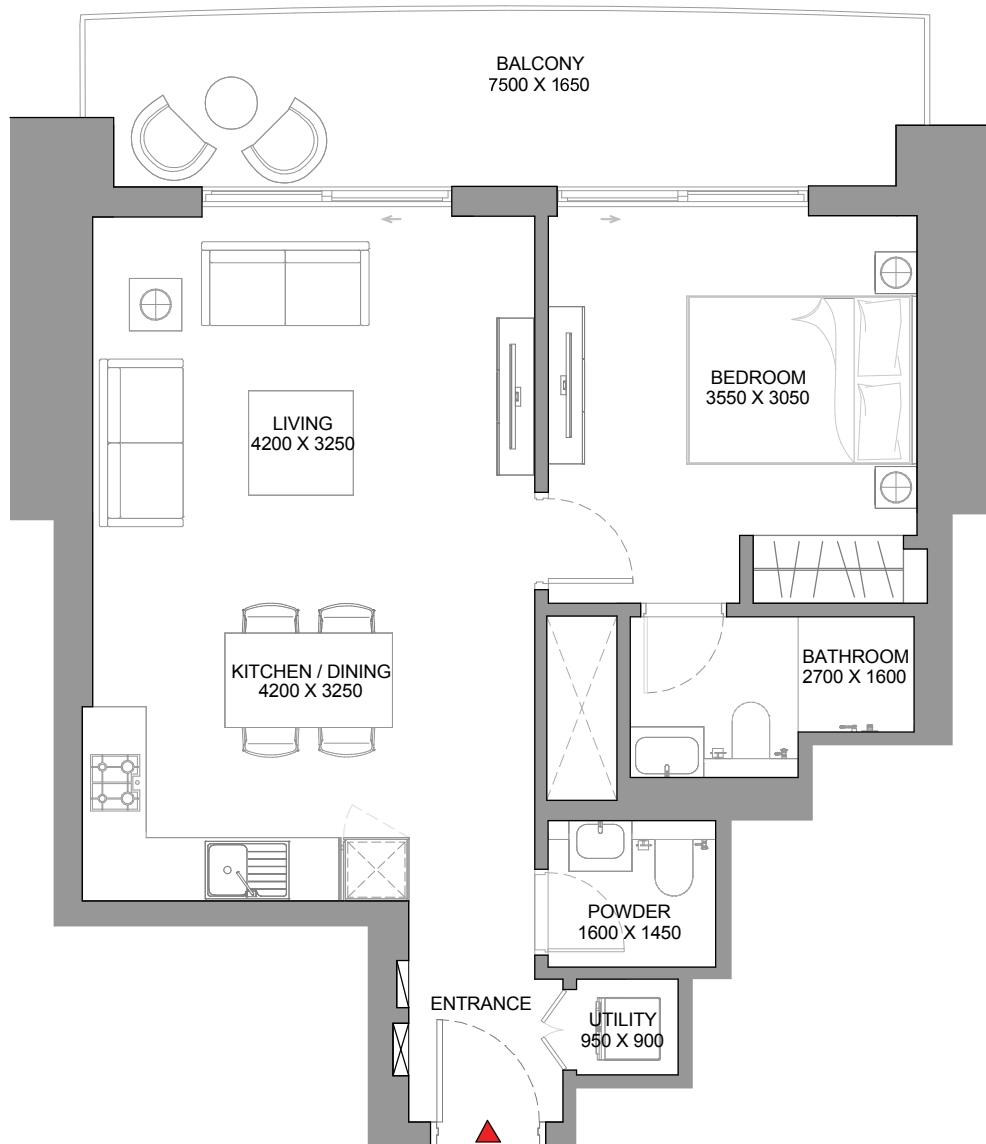 BALCONY
7500 X 1650
BEDROOM
3550 X 3050
LIVING
4200 X 3250
KITCHEN / DINING
4200 X 3250
BATHROOM
2700 X 1600
POWDER
1600 X 1450
ENTRANCE
UTILITY
950 X 900